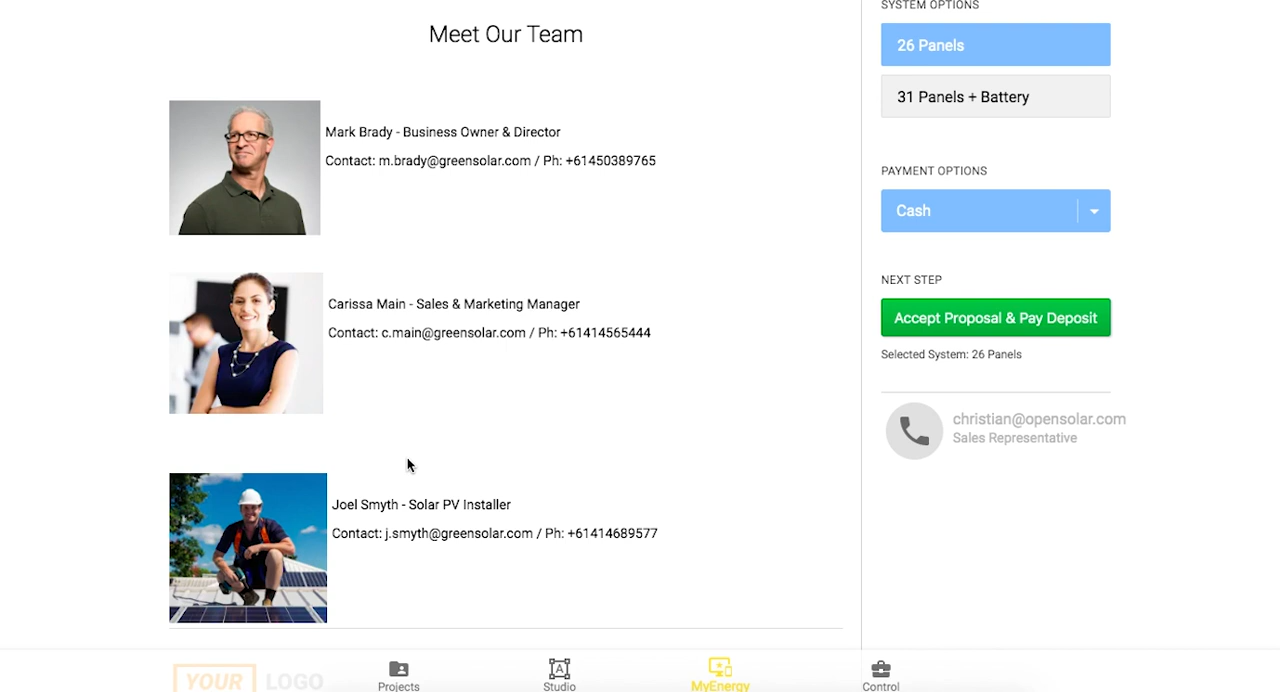 Meet Our Team
Mark Brady - Business Owner & Director
Contact: m.brady@greensolar.com / Ph: +61450389765
Carissa Main - Sales & Marketing Manager
Contact: c.main@greensolar.com / Ph: +61414565444
Joel Smyth - Solar PV Installer
Contact: j.smyth@greensolar.com / Ph: +61414689577
SYSTEM OPTIONS
26 Panels
31 Panels + Battery
PAYMENT OPTIONS
Cash
NEXT STEP
Accept Proposal & Pay Deposit
Selected System: 26 Panels
christian@opensolar.com
Sales Representative
YOUR LOGO
Projects
Studio
MyEnergy
Control